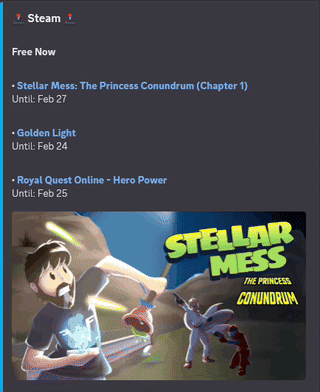 Steam
Free Now
• Stellar Mess: The Princess Conundrum (Chapter 1)
Until: Feb 27
• Golden Light
Until: Feb 24
• Royal Quest Online - Hero Power
Until: Feb 25
STELLAR
MESS
THE PRINCESS
CONUNDRUM